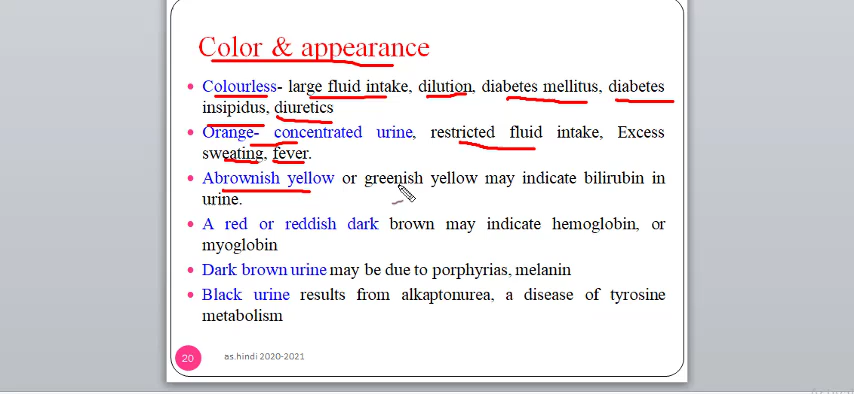 Color & appearance
• Colourless- large fluid intake, dilution, diabetes mellitus, diabetes
insipidus, diuretics
• Orange- concentrated urine, restricted fluid intake, Excess
sweating, fever.
• Abrownish yellow or greenish yellow may indicate bilirubin in
urine.
• A red or reddish dark brown may indicate hemoglobin, or
myoglobin
• Dark brown urine may be due to porphyrias, melanin
• Black urine results from alkaptonurea, a disease of tyrosine
metabolism
20 as.hindi 2020-2021